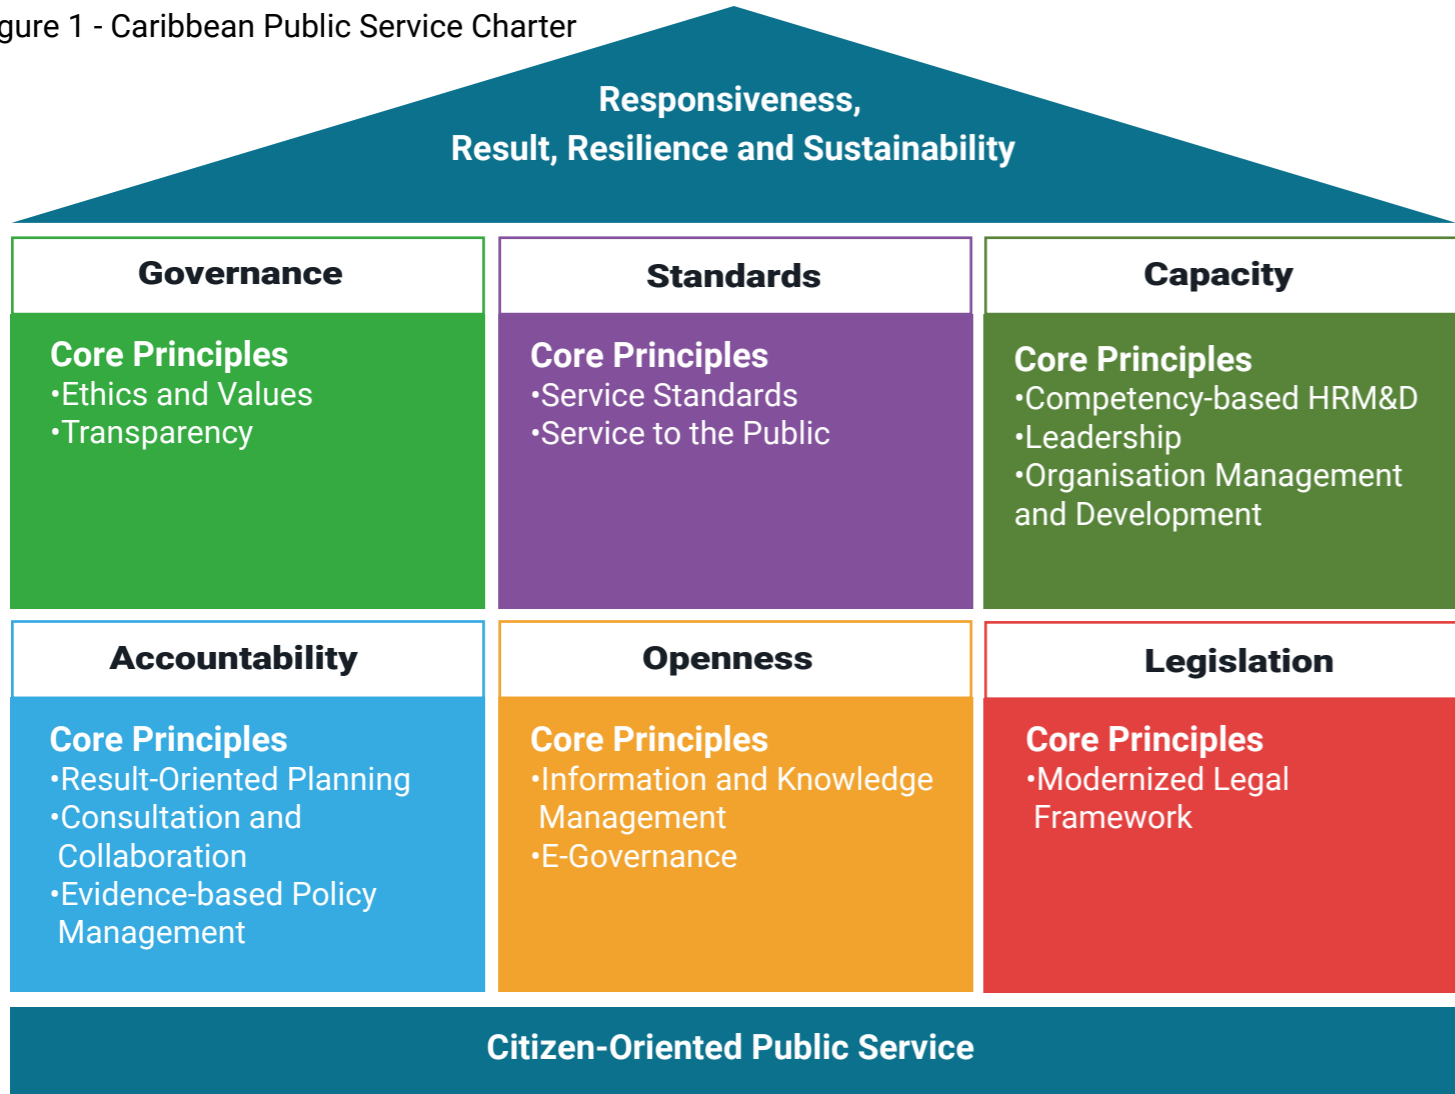 gure 1 - Caribbean Public Service Charter
Responsiveness,
Result, Resilience and Sustainability
Governance
Core Principles
•Ethics and Values
•Transparency
Standards
Core Principles
•Service Standards
•Service to the Public
Capacity
Core Principles
•Competency-based HRM&D
•Leadership
•Organisation Management
and Development
Accountability
Core Principles
•Result-Oriented Planning
•Consultation and
Collaboration
•Evidence-based Policy
Management
Openness
Core Principles
•Information and Knowledge
Management
•E-Governance
Legislation
Core Principles
•Modernized Legal
Framework
Citizen-Oriented Public Service